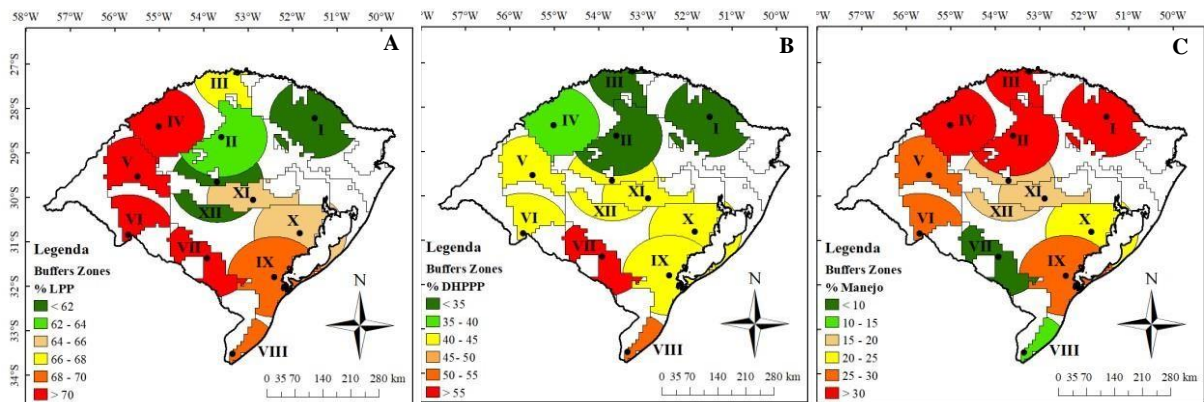 58°W 57°W 56°W 55°W 54°W 53°W 52°W 51°W 50°W
27°S
28°S
29°S
30°S
31°S
32°S
33°S
34°S
A
III
IV
II
I
V
XI
XII
VI
X
VII
IX
VIII
Legenda
Buffers Zones
% LPP
< 62
62 - 64
64 - 66
66 - 68
68 - 70
> 70
N
0 35 70 140 210 280 km
57°W 56°W 55°W 54°W 53°W 52°W 51°W 50°W
B
III
IV
II
I
V
XI
XII
VI
X
VII
IX
VIII
Legenda
Buffers Zones
% DHPPP
< 35
35 - 40
40 - 45
45 - 50
50 - 55
> 55
N
0 35 70 140 210 280 km
58°W 57°W 56°W 55°W 54°W 53°W 52°W 51°W 50°W
C
III
IV
II
I
V
XI
XII
VI
X
VII
IX
VIII
Legenda
Buffers Zones
% Manejo
< 10
10 - 15
15 - 20
20 - 25
25 - 30
> 30
N
0 35 70 140 210 280 km